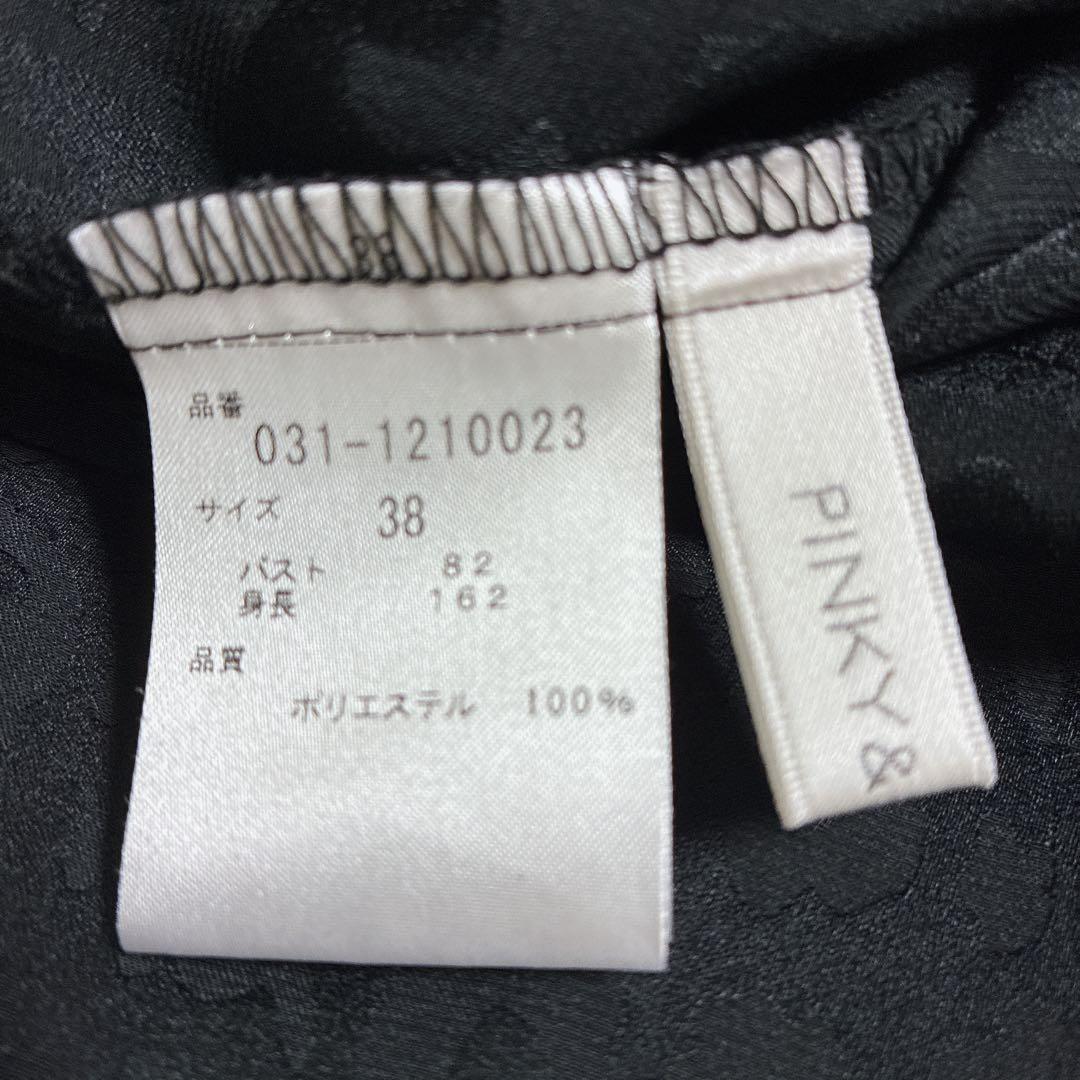 38
品番
031-1210023
サイズ 38
バスト 82
身長 162
品質
ポリエステル 100%
PINKY &